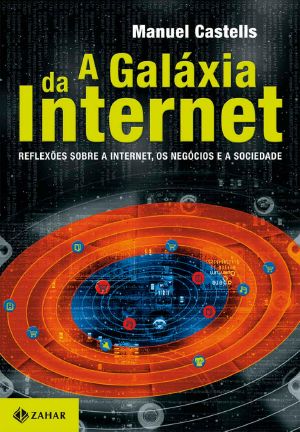 Manuel Castells
A Galáxia
da Internet
REFLEXÕES SOBRE A INTERNET, OS NEGÓCIOS E A SOCIEDADE
ZAHAR